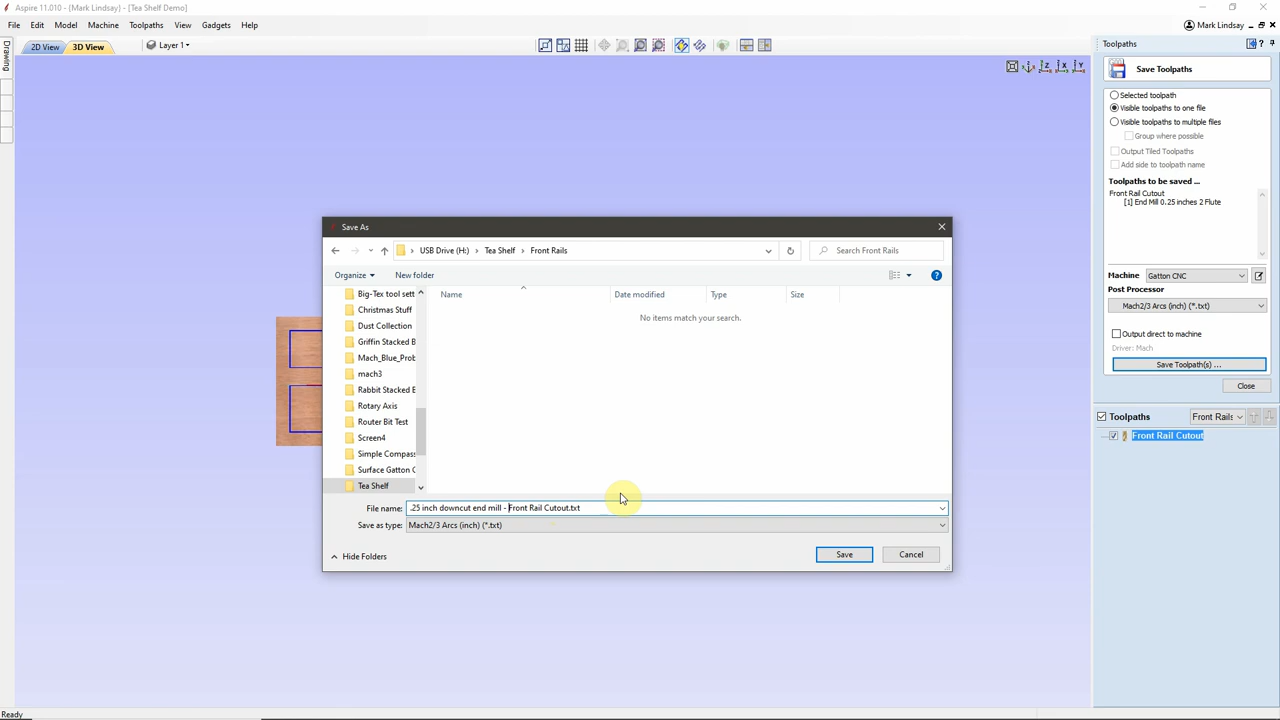 Aspire 11.010 - [Tea Shelf Demo]
File Edit Model Machine Toolpaths View Gadgets Help
Mark Lindsay
2D View 3D View Layer 1
Drawing
Toolpaths
Save Toolpaths
Selected toolpath
Visible toolpaths to one file
Visible toolpaths to multiple files
Group where possible
Output Tiled Toolpaths
Add side to toolpath name
Toolpaths to be saved ...
Front Rail Cutout
[1] End Mill 0.25 inches 2 Flute
Machine Gatton CNC
Post Processor
Mach2/3 Arcs (inch) (*.txt)
Output direct to machine
Driver: Mach
Save Toolpath(s) ...
Close
Toolpaths Front Rails
Front Rail Cutout
Save As
USB Drive (H:) > Tea Shelf > Front Rails
Search Front Rails
Organize New folder
Name Date modified Type Size
No items match your search.
Big-Tex tool sett
Christmas Stuff
Dust Collection
Griffin Stacked B
Mach_Blue_Prob
mach3
Rabbit Stacked B
Rotary Axis
Router Bit Test
Screen4
Simple Compass
Surface Gatton C
Tea Shelf
File name: .25 inch downcut end mill - Front Rail Cutout.txt
Save as type: Mach2/3 Arcs (inch) (*.txt)
Hide Folders
Save Cancel
Ready